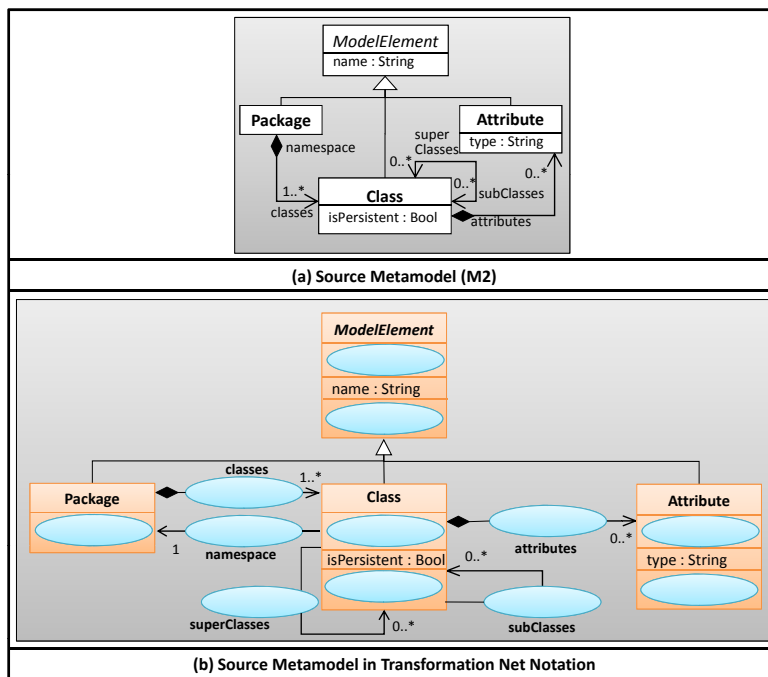 ModelElement
name : String
Package
Attribute
type : String
namespace
super
Classes
0..*
0..*
0..*
subClasses
1..*
classes
Class
isPersistent : Bool
attributes
(a) Source Metamodel (M2)
ModelElement
name : String
classes
1..*
Package
Class
Attribute
1
namespace
attributes
0..*
isPersistent : Bool
0..*
type : String
superClasses
0..*
subClasses
(b) Source Metamodel in Transformation Net Notation